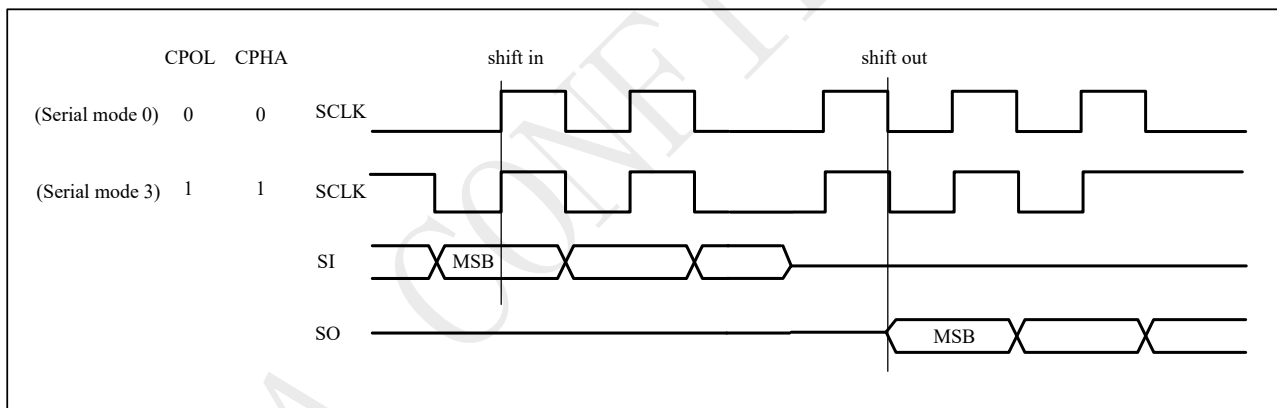 CPOL CPHA shift in shift out
(Serial mode 0) 0 0 SCLK
(Serial mode 3) 1 1 SCLK
SI MSB
SO MSB